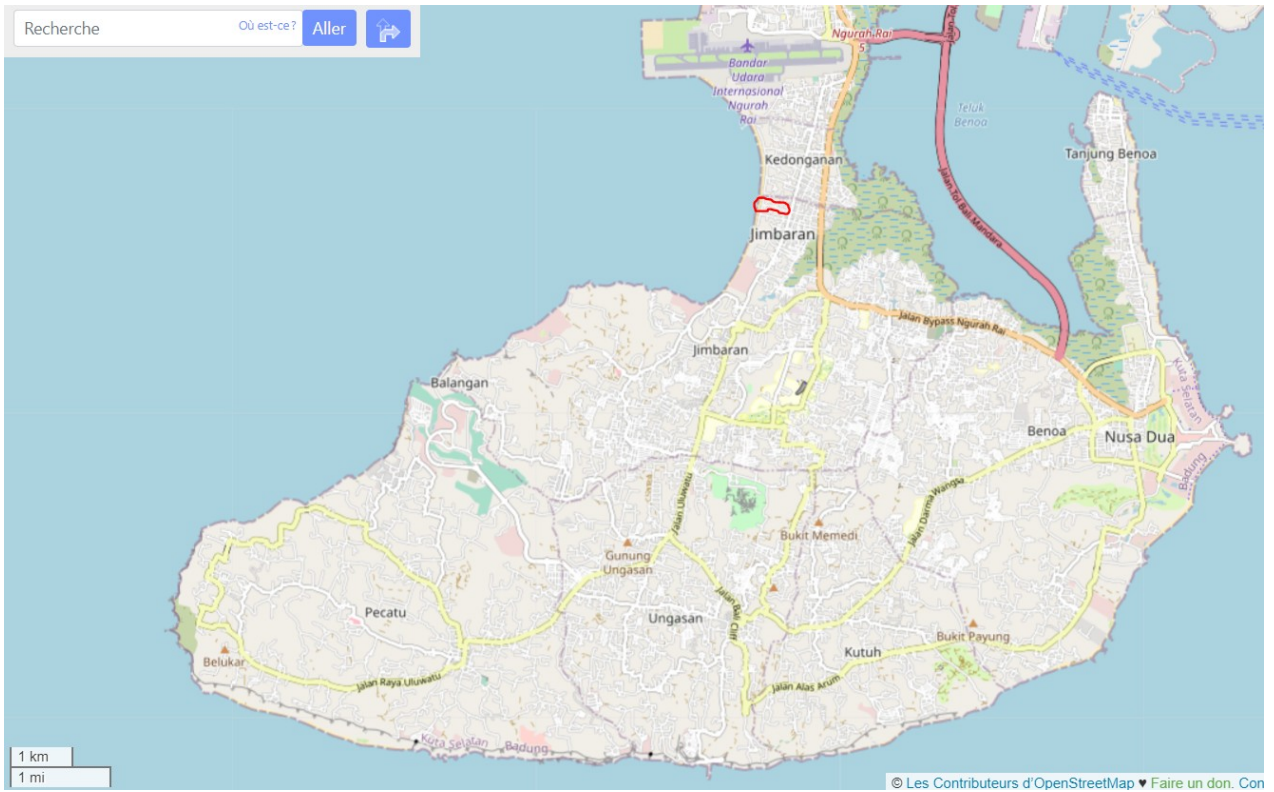 Recherche
Où est-ce ?
Aller
Ngurah Rai
5
Jalan Tol
Bandar
Udara
Internasional
Ngurah
Rai
Teluk
Benoa
Kedonganan
Tanjung Benoa
Jalan Tol Bali Mandara
Jimbaran
Jalan Bypass Ngurah Rai
Jimbaran
Kuta Selatan
Balangan
Benoa
Nusa Dua
Badung
Jalan Uluwatu
Jalan Darma Wangsa
Bukit Memedi
Gunung
Ungasan
Jalan Bali Cliff
Pecatu
Ungasan
Bukit Payung
Kutuh
Belukar
Jalan Raya Uluwatu
Jalan Alas Arum
Kuta Selatan
Badung
1 km
1 mi
© Les Contributeurs d’OpenStreetMap ♥ Faire un don. Con